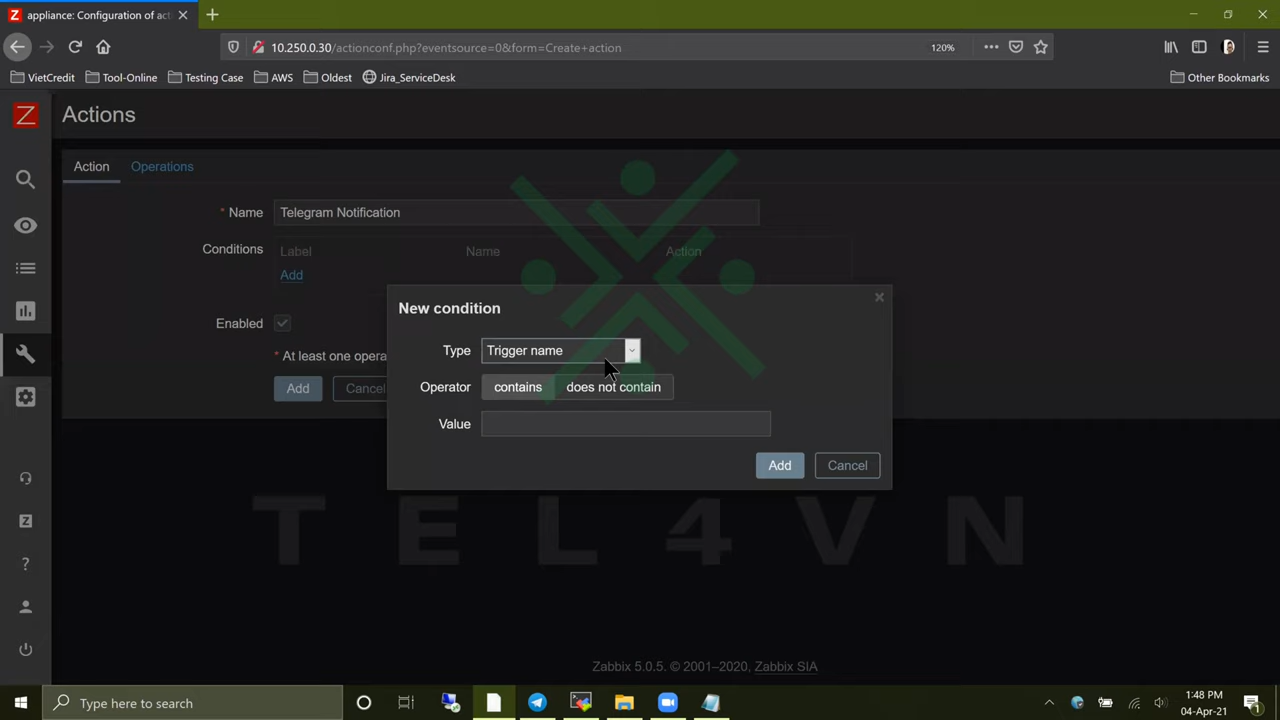 appliance: Configuration of act
10.250.0.30/actionconf.php?eventsource=0&form=Create+action
120%
VietCredit
Tool-Online
Testing Case
AWS
Oldest
Jira_ServiceDesk
Other Bookmarks
Z
Actions
Action
Operations
* Name
Telegram Notification
Conditions
Label
Name
Action
Add
Enabled
* At least one opera
Add
Cancel
New condition
Type
Trigger name
Operator
contains
does not contain
Value
Add
Cancel
TEL4VN
Z
?
Zabbix 5.0.5. © 2001–2020, Zabbix SIA
Type here to search
1:48 PM
04-Apr-21
1